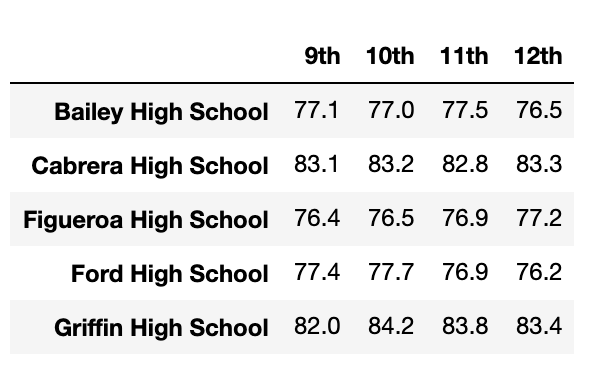 9th 10th 11th 12th
Bailey High School 77.1 77.0 77.5 76.5
Cabrera High School 83.1 83.2 82.8 83.3
Figueroa High School 76.4 76.5 76.9 77.2
Ford High School 77.4 77.7 76.9 76.2
Griffin High School 82.0 84.2 83.8 83.4